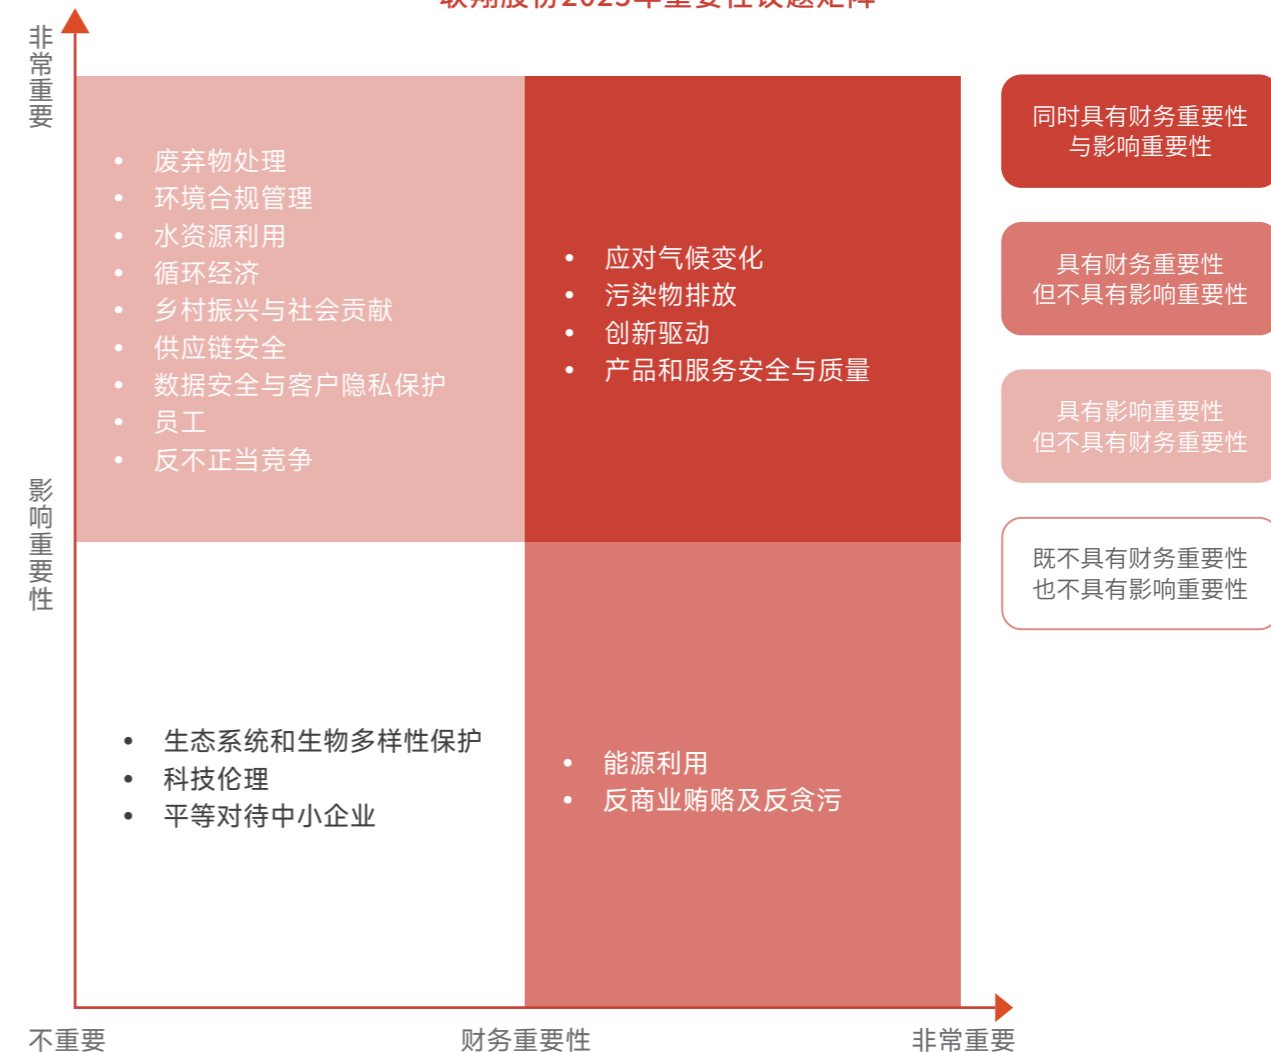 非常重要
废弃物处理
环境合规管理
水资源利用
循环经济
乡村振兴与社会贡献
供应链安全
数据安全与客户隐私保护
员工
反不正当竞争
应对气候变化
污染物排放
创新驱动
产品和服务安全与质量
影响重要性
生态系统和生物多样性保护
科技伦理
平等对待中小企业
能源利用
反商业贿赂及反贪污
不重要
财务重要性
非常重要
同时具有财务重要性
与影响重要性
具有财务重要性
但不具有影响重要性
具有影响重要性
但不具有财务重要性
既不具有财务重要性
也不具有影响重要性